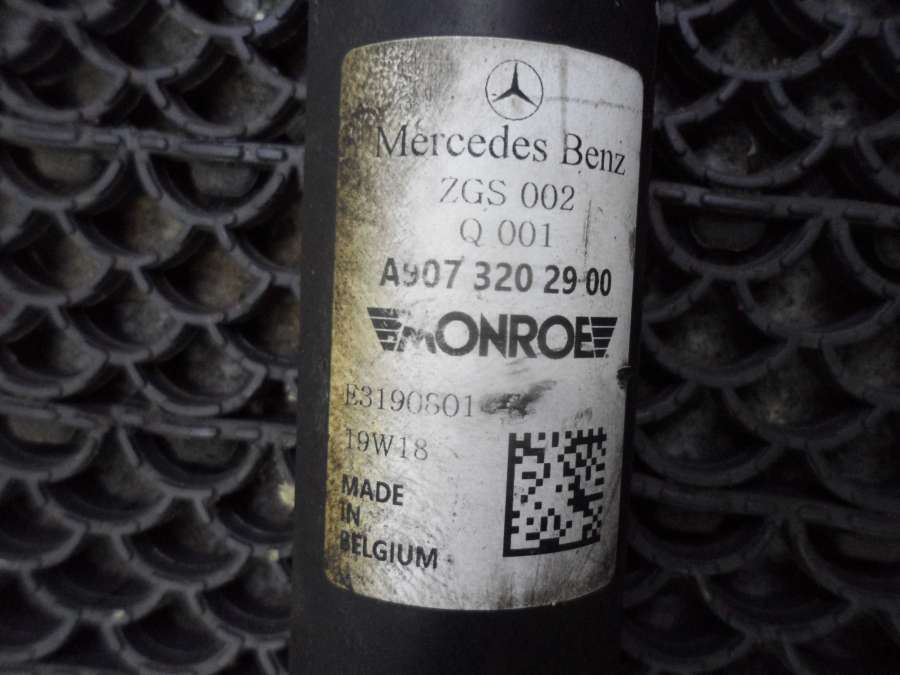 Mercedes Benz
ZGS 002
Q 001
A907 320 29 00
MONROE
E3190801
19W18
MADE
IN
BELGIUM